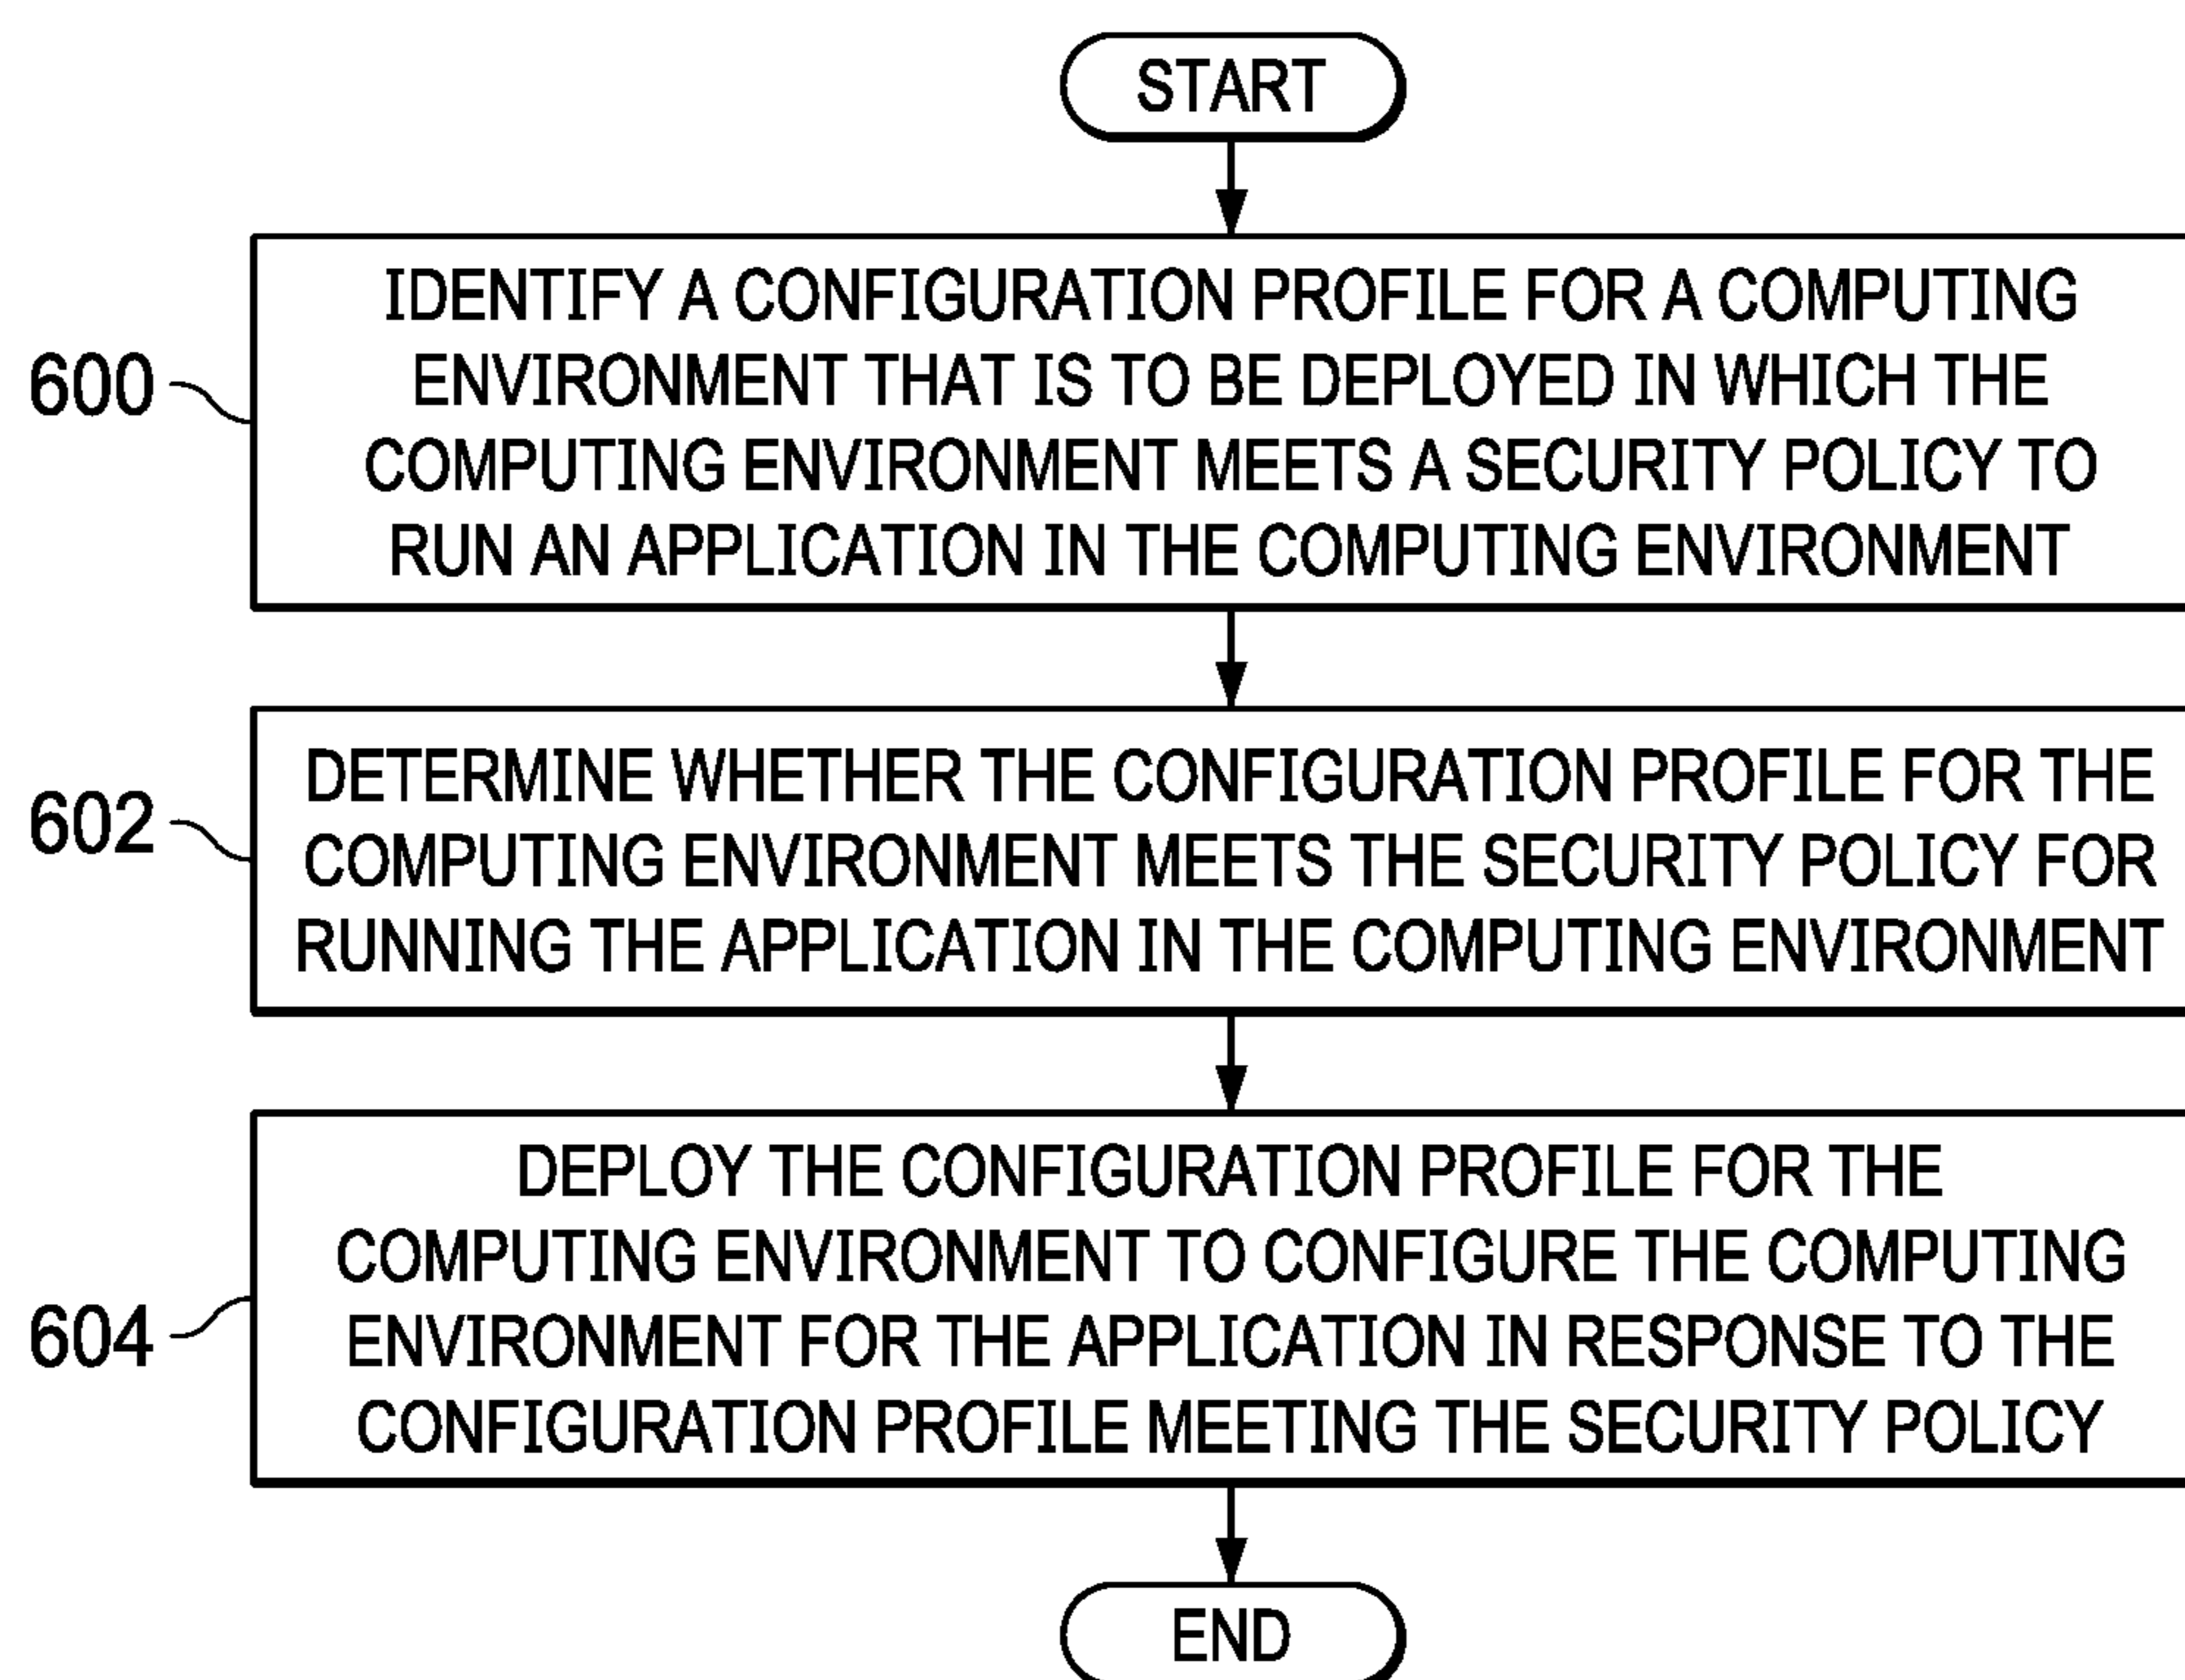 START
IDENTIFY A CONFIGURATION PROFILE FOR A COMPUTING
ENVIRONMENT THAT IS TO BE DEPLOYED IN WHICH THE
COMPUTING ENVIRONMENT MEETS A SECURITY POLICY TO
RUN AN APPLICATION IN THE COMPUTING ENVIRONMENT
600
DETERMINE WHETHER THE CONFIGURATION PROFILE FOR THE
COMPUTING ENVIRONMENT MEETS THE SECURITY POLICY FOR
RUNNING THE APPLICATION IN THE COMPUTING ENVIRONMENT
602
DEPLOY THE CONFIGURATION PROFILE FOR THE
COMPUTING ENVIRONMENT TO CONFIGURE THE COMPUTING
ENVIRONMENT FOR THE APPLICATION IN RESPONSE TO THE
CONFIGURATION PROFILE MEETING THE SECURITY POLICY
604
END